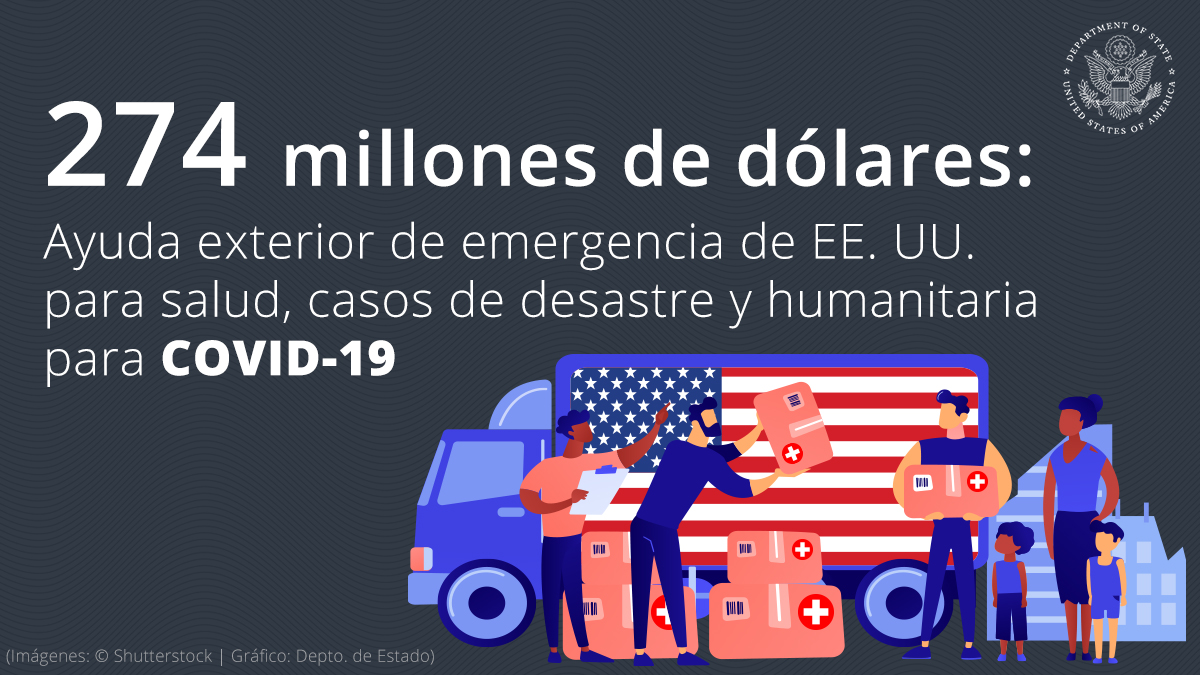 DEPARTMENT OF STATE
UNITED STATES OF AMERICA
274 millones de dólares:
Ayuda exterior de emergencia de EE. UU.
para salud, casos de desastre y humanitaria
para COVID-19
(Imágenes: © Shutterstock | Gráfico: Depto. de Estado)